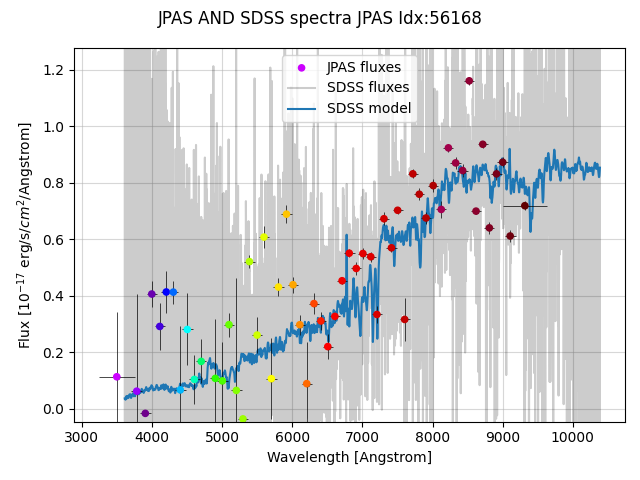 JPAS AND SDSS spectra JPAS Idx:56168
JPAS fluxes
SDSS fluxes
SDSS model
Flux [10⁻¹⁷ erg/s/cm²/Angstrom]
1.2
1.0
0.8
0.6
0.4
0.2
0.0
3000 4000 5000 6000 7000 8000 9000 10000
Wavelength [Angstrom]